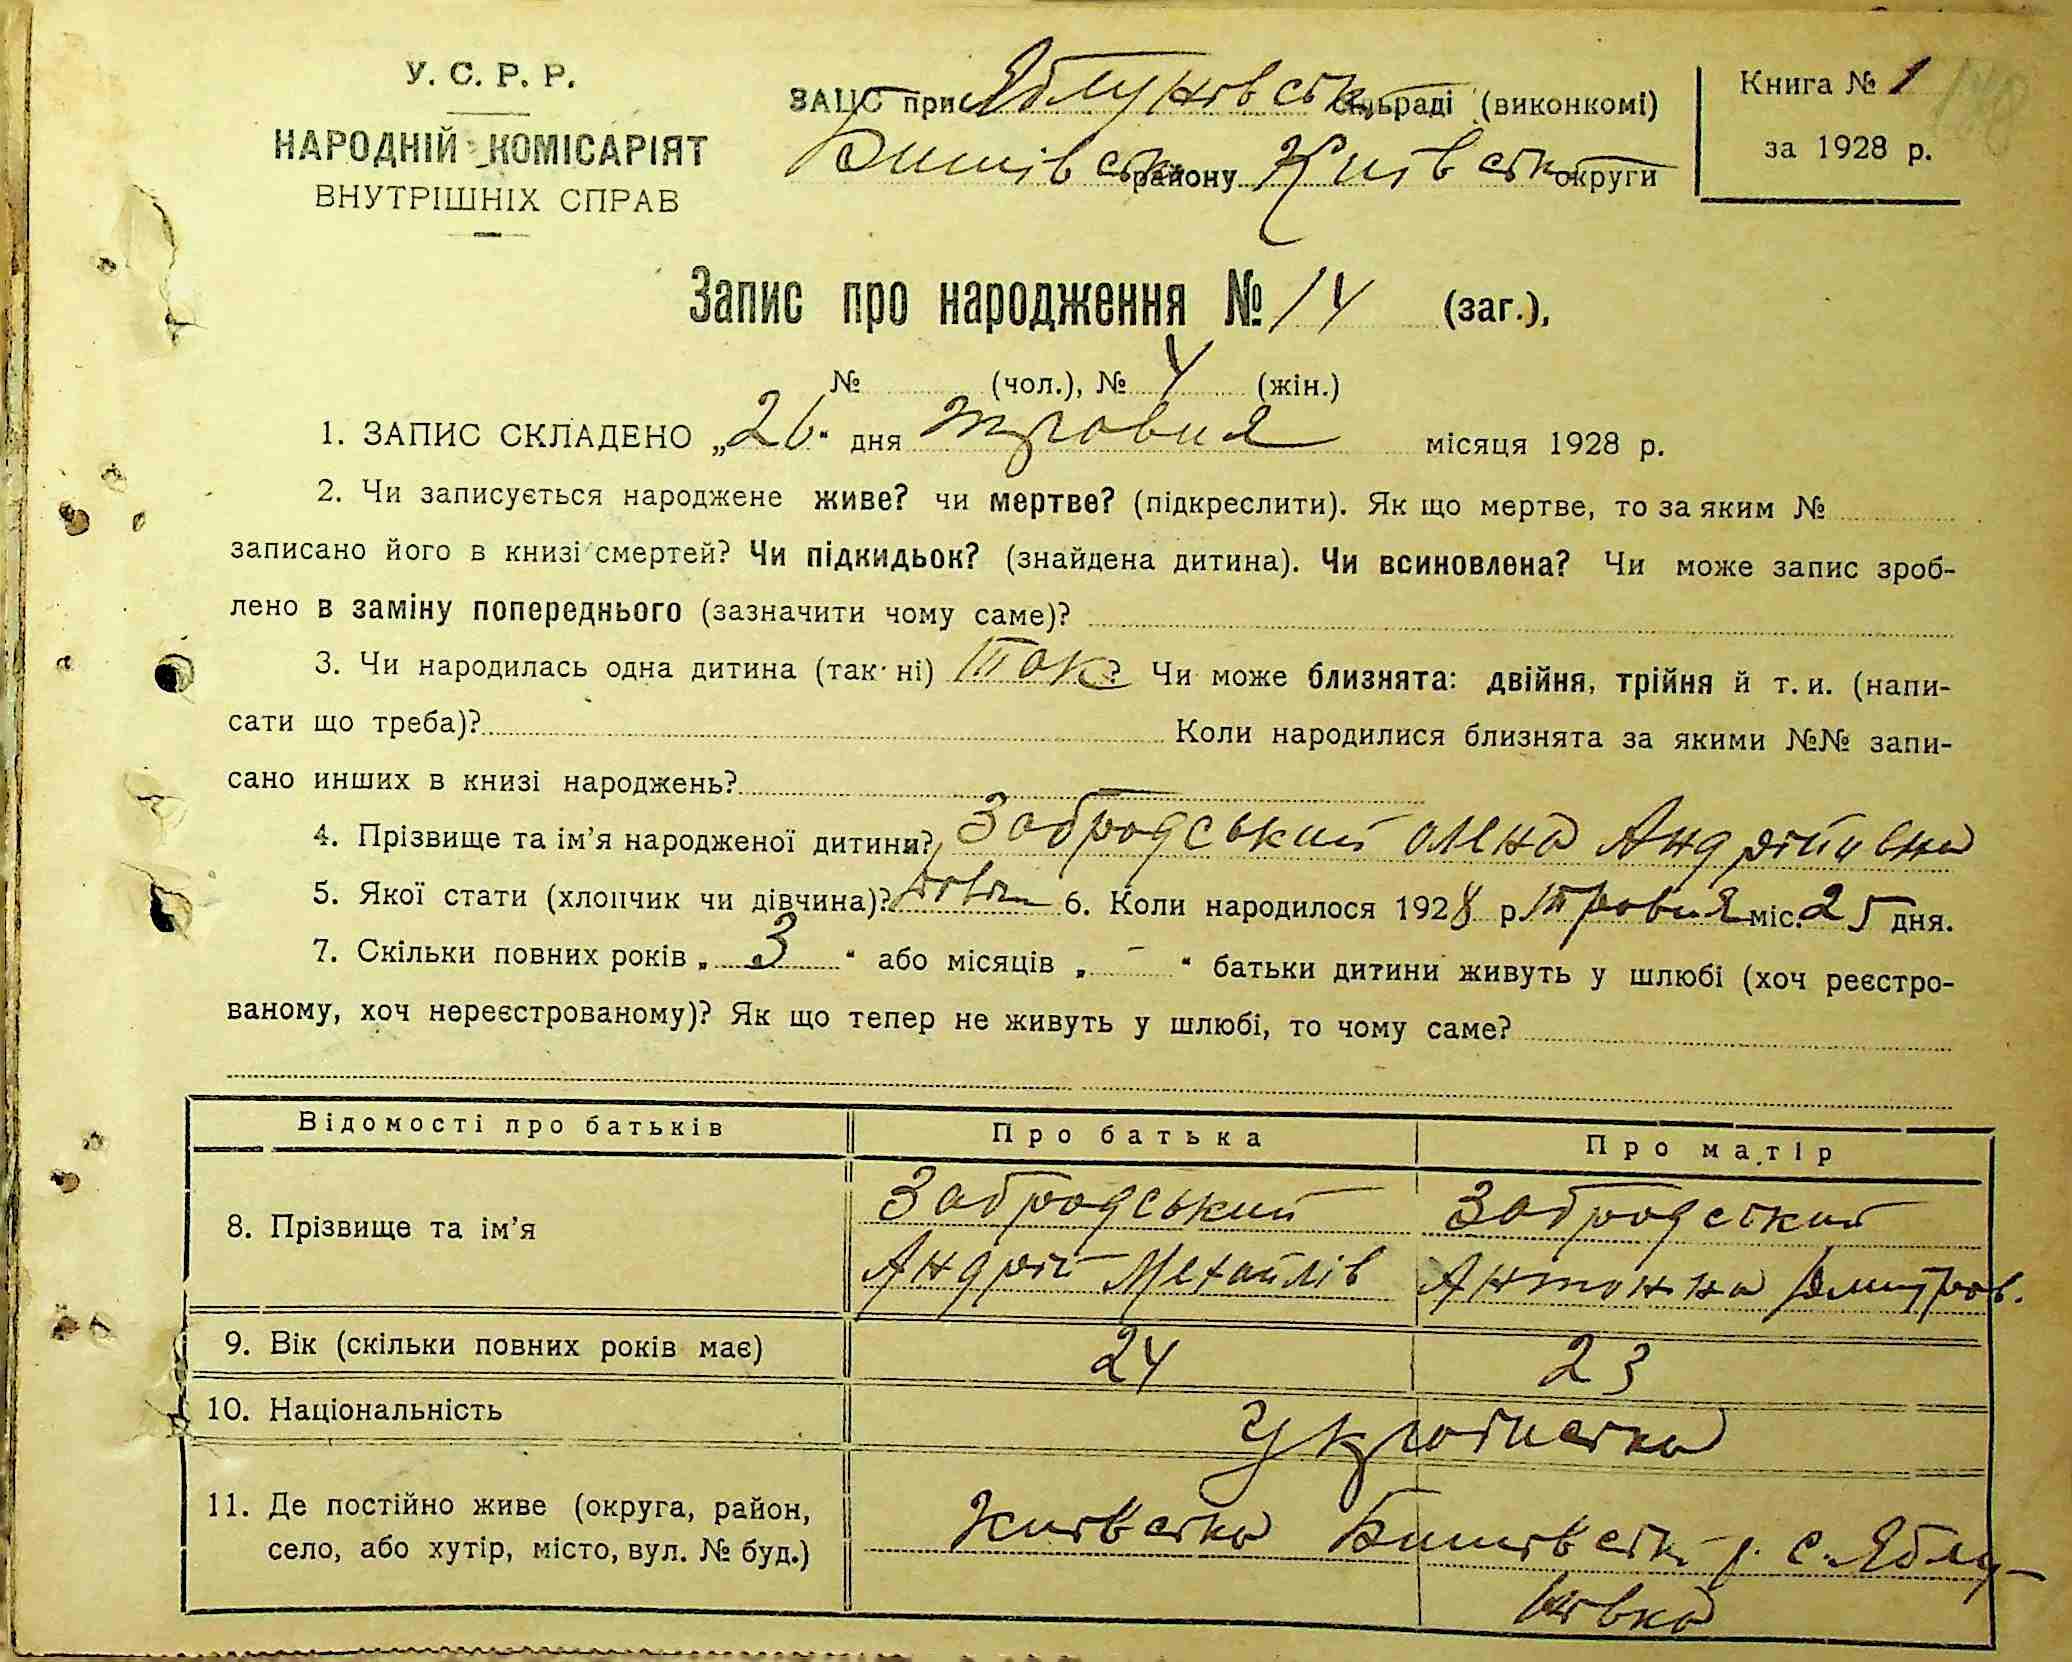 У. С. Р. Р.
НАРОДНІЙ КОМІСАРІЯТ
ВНУТРІШНІХ СПРАВ
ЗАЦС при Яблунівськ сільраді (виконкомі)
Бишівськ району Київськ округи
Книга № 1
за 1928 р.
Запис про народження № 14 (заг.),
№ (чол.), № 4 (жін.)
1. ЗАПИС СКЛАДЕНО „26“ дня травня місяця 1928 р.
2. Чи записується народжене живе? чи мертве? (підкреслити). Як що мертве, то за яким №
записано його в книзі смертей? Чи підкидьок? (знайдена дитина). Чи всиновлена? Чи може запис зроб-
лено в заміну попереднього (зазначити чому саме)?
3. Чи народилась одна дитина (так·ні) Так? Чи може близнята: двійня, трійня й т. и. (напи-
сати що треба)? Коли народилися близнята за якими №№ запи-
сано инших в книзі народжень?
4. Прізвище та ім’я народженої дитини? Забродський олена Андрійовна
5. Якої стати (хлопчик чи дівчина)? 6. Коли народилося 1928 р. травня міс. 25 дня.
7. Скільки повних років „ 3 “ або місяців „ - “ батьки дитини живуть у шлюбі (хоч реєстро-
ваному, хоч нереєстрованому)? Як що тепер не живуть у шлюбі, то чому саме?
Відомості про батьків Про батька Про матір
8. Прізвище та ім’я Забродський Забродский
Андрій Михайлів Антонина Дмитров.
9. Вік (скільки повних років має) 24 23
10. Національність Українська
11. Де постійно живе (округа, район, Київська Бишівськ р. с. Яблу-
село, або хутір, місто, вул. № буд.) нівка